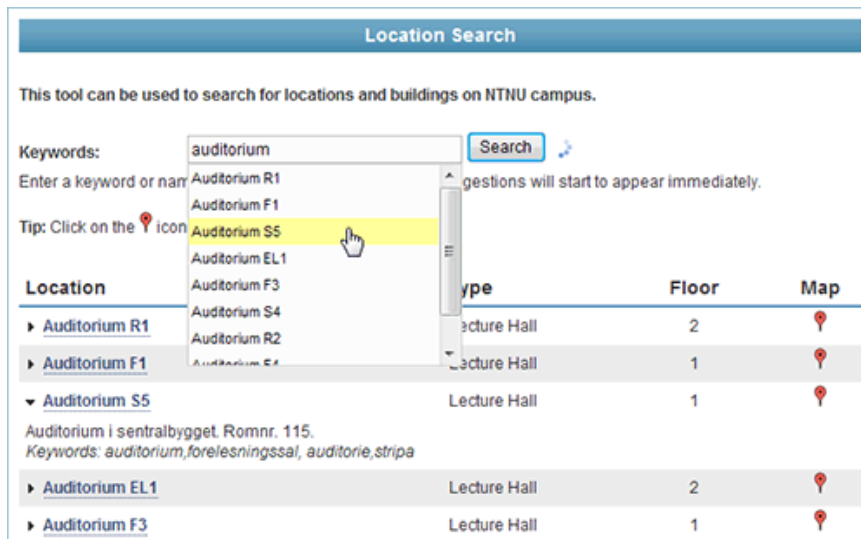 Location Search
This tool can be used to search for locations and buildings on NTNU campus.
Keywords: auditorium Search
Auditorium R1
Enter a keyword or nam gestions will start to appear immediately.
Auditorium F1
Tip: Click on the icon
Auditorium S5
Auditorium EL1
Auditorium F3
Auditorium S4
Auditorium R2
Location ype Floor Map
Auditorium R1 Lecture Hall 2
Auditorium F1 Lecture Hall 1
Auditorium S5 Lecture Hall 1
Auditorium i sentralbygget. Romnr. 115.
Keywords: auditorium,forelesningssal, auditorie,stripa
Auditorium EL1 Lecture Hall 2
Auditorium F3 Lecture Hall 1